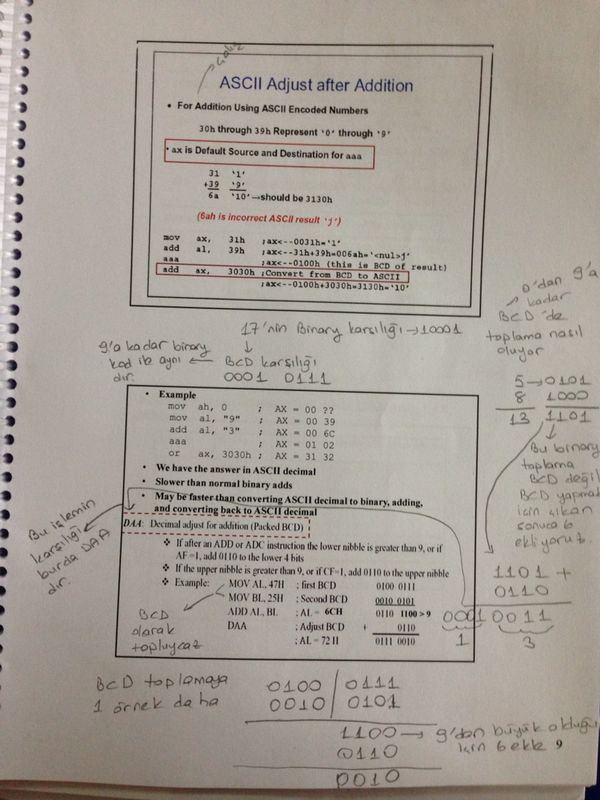 ASCII Adjust after Addition
• For Addition Using ASCII Encoded Numbers
30h through 39h Represent '0' through '9'
• ax is Default Source and Destination for aaa
31 '1'
+39 '9'
6a '10'→should be 3130h
(6ah is incorrect ASCII result 'j')
mov ax, 31h ;ax<--0031h='1'
add al, 39h ;ax<--31h+39h=006ah='<nul>j'
aaa ;ax<--0100h (this is BCD of result)
add ax, 3030h ;Convert from BCD to ASCII
;ax<--0100h+3030h=3130h='10'
17'nin Binary karşılığı → 10001
9'a kadar binary
kod ile aynı
dır.
← BCD karşılığı
0001 0111
0'dan 9'a
kadar
BCD'de
toplama nasıl
oluyor
5 → 0101
8 1000
13 1101
Bu binary
toplama
BCD değil
BCD yapmak
için çıkan
sonuca 6
ekliyoruz.
1101 +
0110
0001 0011
1 3
• Example
mov ah, 0 ; AX = 00 ??
mov al, "9" ; AX = 00 39
add al, "3" ; AX = 00 6C
aaa ; AX = 01 02
or ax, 3030h ; AX = 31 32
• We have the answer in ASCII decimal
• Slower than normal binary adds
• May be faster than converting ASCII decimal to binary, adding,
and converting back to ASCII decimal
DAA: Decimal adjust for addition (Packed BCD)
❖ If after an ADD or ADC instruction the lower nibble is greater than 9, or if
AF =1, add 0110 to the lower 4 bits
❖ If the upper nibble is greater than 9, or if CF=1, add 0110 to the upper nibble
❖ Example: MOV AL, 47H ; first BCD 0100 0111
MOV BL, 25H ; Second BCD 0010 0101
ADD AL, BL ; AL = 6CH 0110 1100 > 9
DAA ; Adjust BCD + 0110
; AL = 72 H 0111 0010
Bu işlemin
karşılığı
burda DAA
dır.
BCD
olarak
topluycaz
BCD toplamaya
1 örnek daha
0100 0111
0010 0101
1100 → 9'dan büyük olduğu
için 6 ekle 9
0110
0010